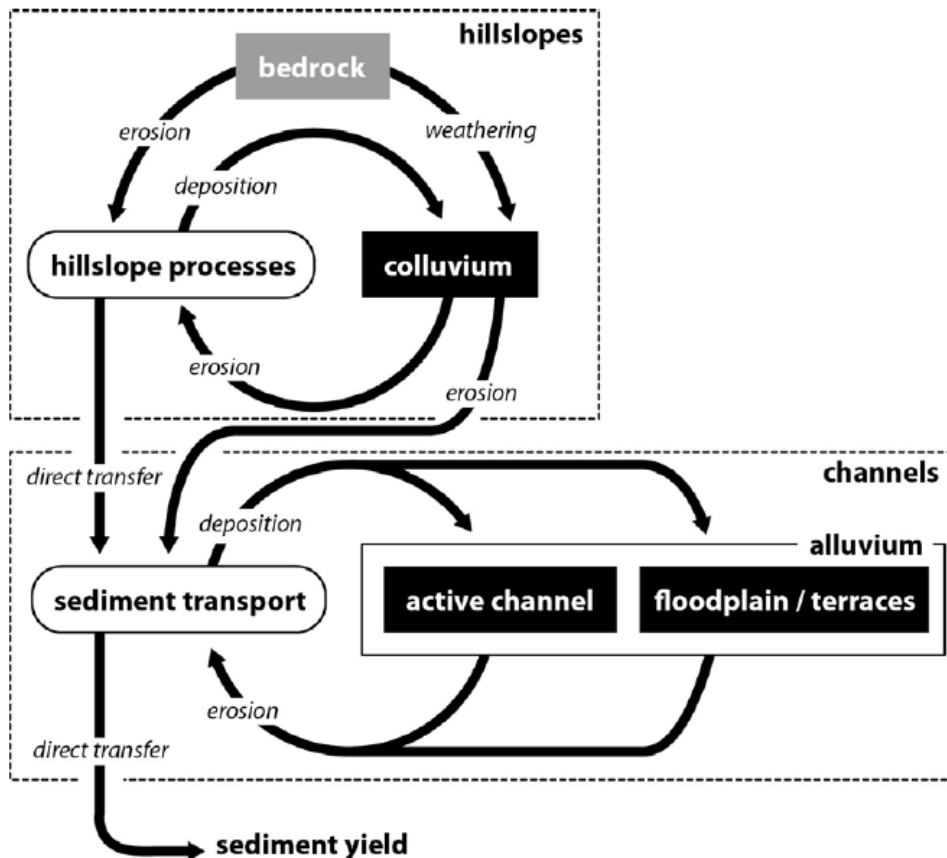 hillslopes
bedrock
erosion
weathering
deposition
hillslope processes
colluvium
erosion
erosion
direct transfer
channels
deposition
alluvium
sediment transport
active channel
floodplain / terraces
erosion
direct transfer
sediment yield